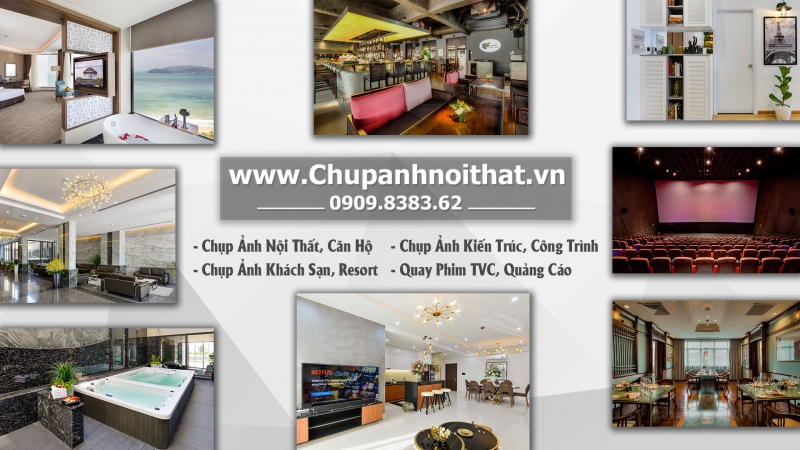 www.Chupanhnoithat.vn
0909.8383.62
- Chụp Ảnh Nội Thất, Căn Hộ - Chụp Ảnh Kiến Trúc, Công Trình
- Chụp Ảnh Khách Sạn, Resort - Quay Phim TVC, Quảng Cáo
NETFLIX